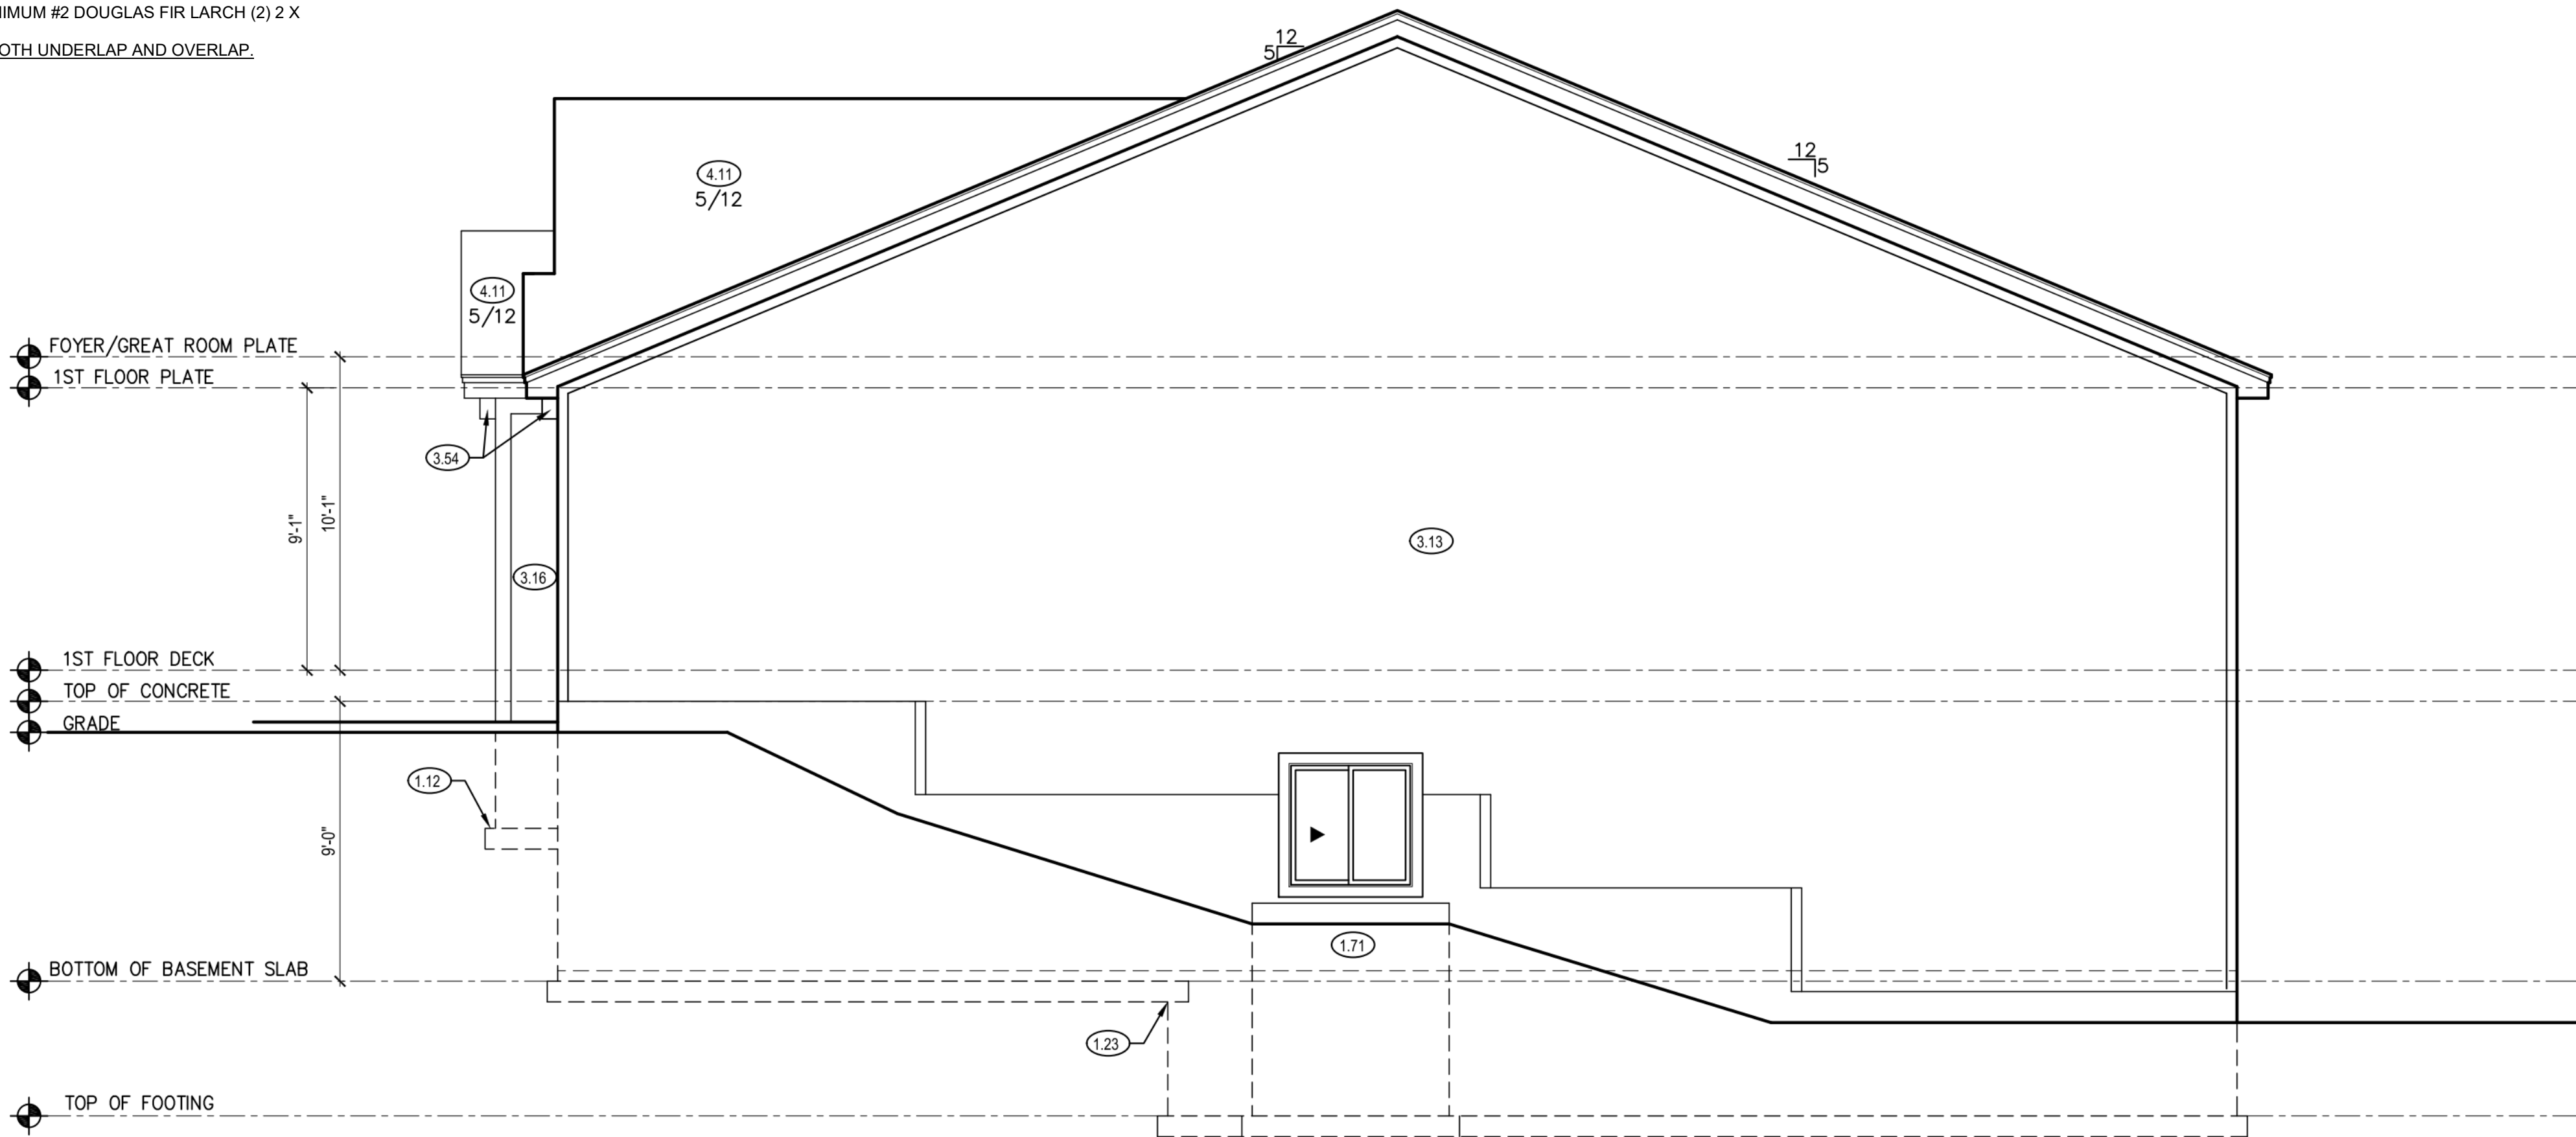 IMUM #2 DOUGLAS FIR LARCH (2) 2 X
OTH UNDERLAP AND OVERLAP.
12
5
12
5
4.11
5/12
4.11
5/12
FOYER/GREAT ROOM PLATE
1ST FLOOR PLATE
3.54
9'-1"
10'-1"
3.13
3.16
1ST FLOOR DECK
TOP OF CONCRETE
GRADE
1.12
9'-0"
1.71
BOTTOM OF BASEMENT SLAB
1.23
TOP OF FOOTING